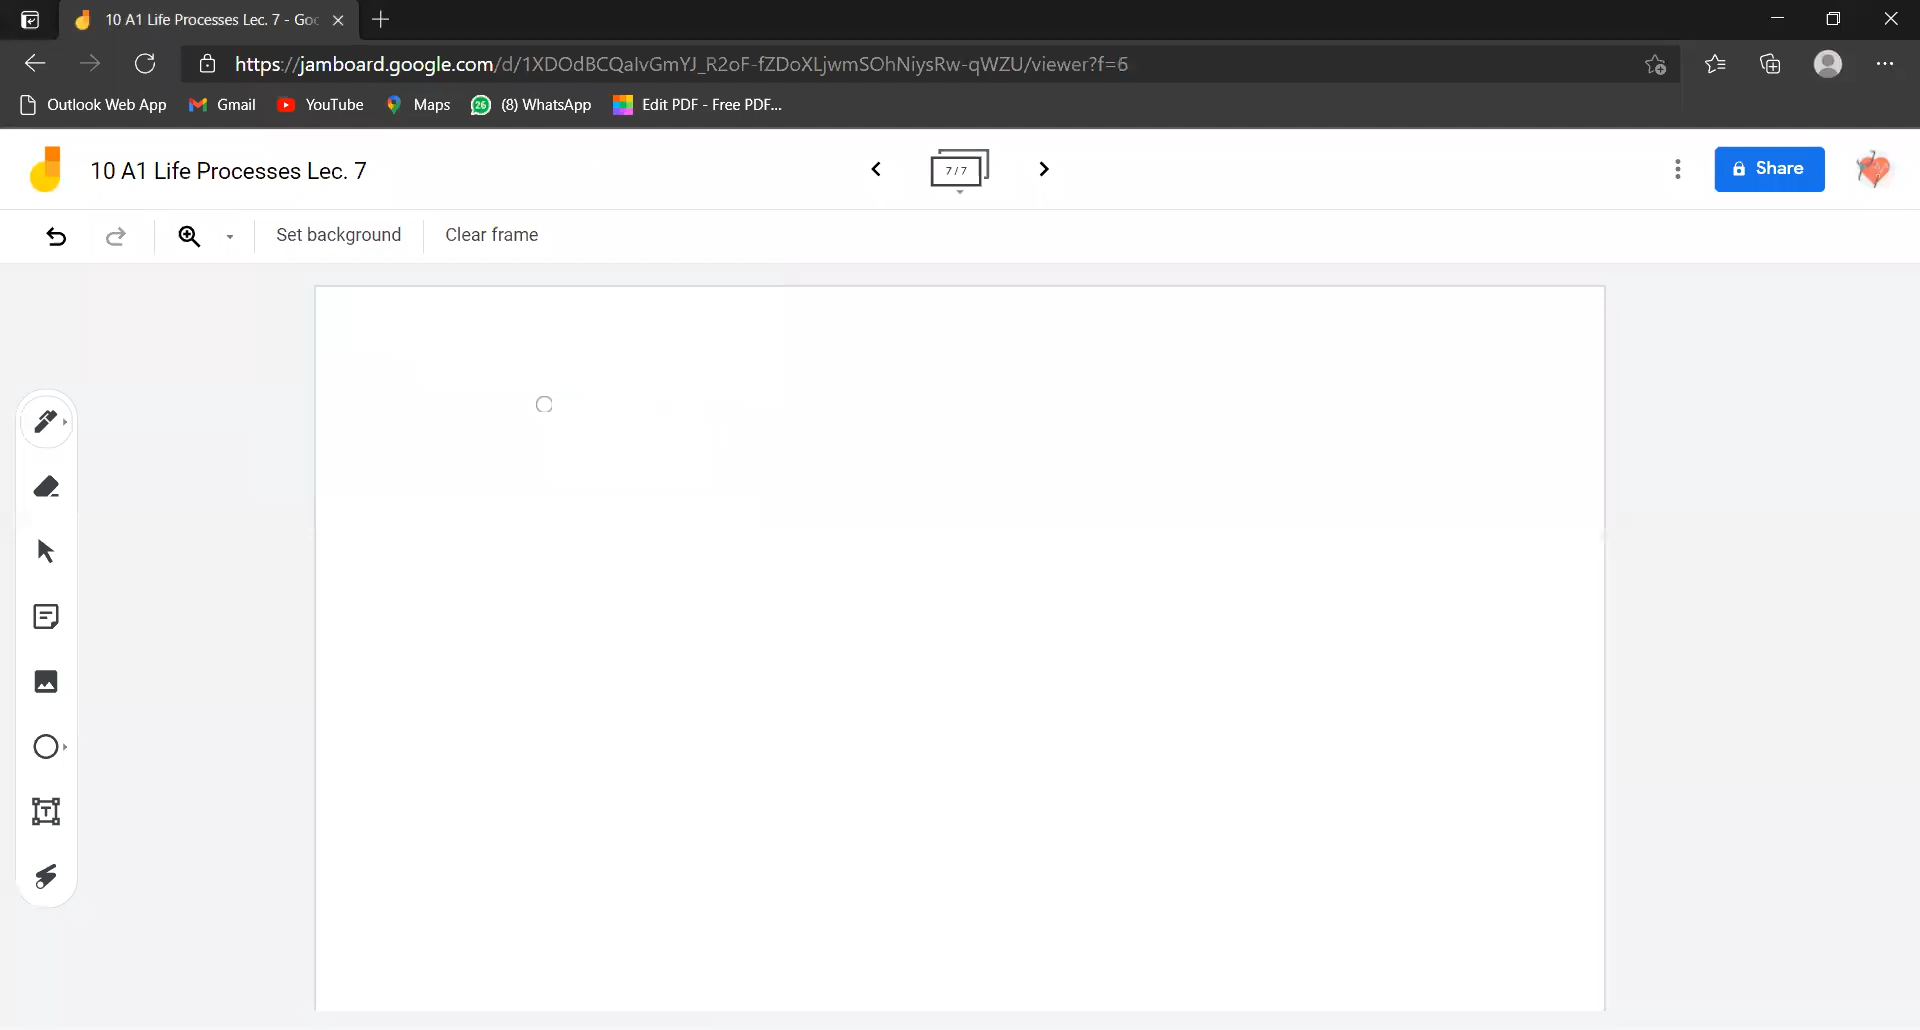 10 A1 Life Processes Lec. 7 - Goo
https://jamboard.google.com/d/1XDOdBCQalvGmYJ_R2oF-fZDoXLjwmSOhNiysRw-qWZU/viewer?f=6
Outlook Web App Gmail YouTube Maps 26 (8) WhatsApp Edit PDF - Free PDF...
10 A1 Life Processes Lec. 7 7 / 7 Share
Set background Clear frame